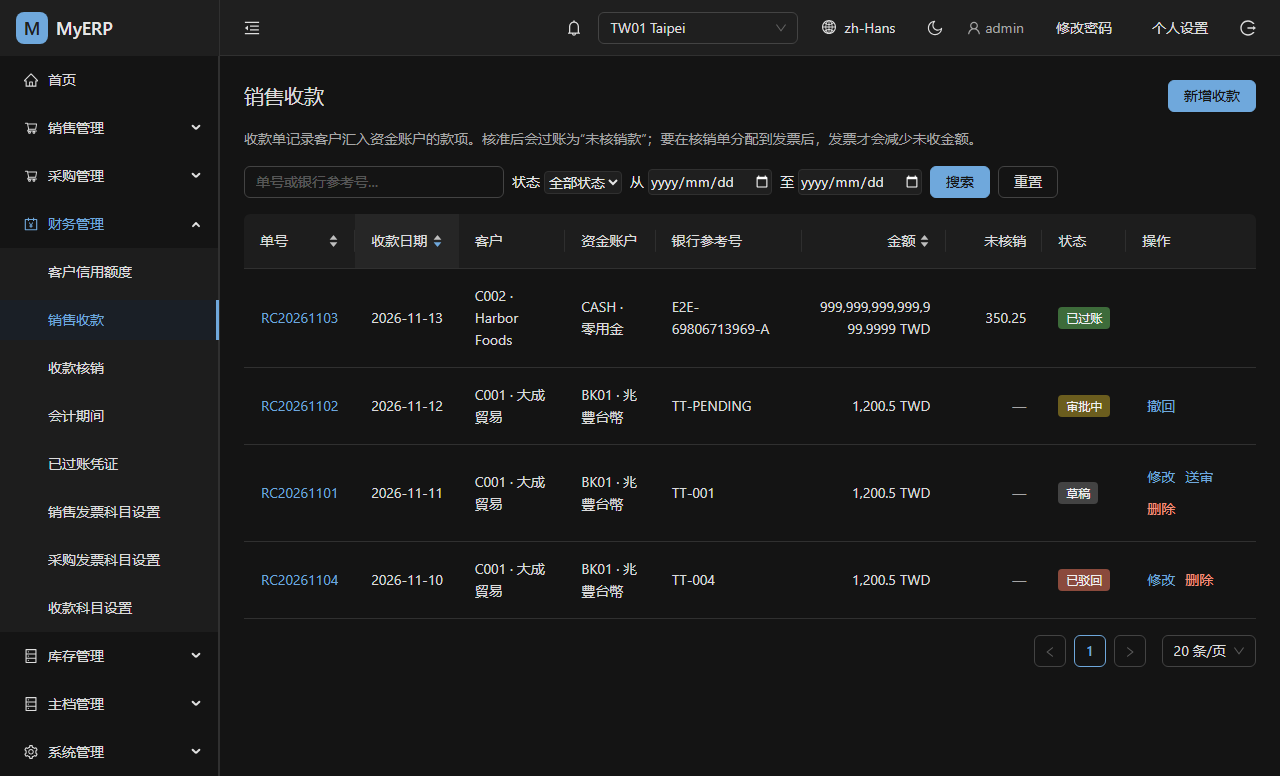 M MyERP
TW01 Taipei
zh-Hans
admin
修改密码
个人设置
首页
销售管理
采购管理
财务管理
客户信用额度
销售收款
收款核销
会计期间
已过账凭证
销售发票科目设置
采购发票科目设置
收款科目设置
库存管理
主档管理
系统管理
销售收款
新增收款
收款单记录客户汇入资金账户的款项。核准后会过账为“未核销款”；要在核销单分配到发票后，发票才会减少未收金额。
单号或银行参考号... 状态 全部状态 从 yyyy/mm/dd 至 yyyy/mm/dd 搜索 重置
单号 收款日期 客户 资金账户 银行参考号 金额 未核销 状态 操作
RC20261103
2026-11-13
C002 ·
Harbor
Foods
CASH ·
零用金
E2E-
69806713969-A
999,999,999,999,9
99.9999 TWD
350.25
已过账
RC20261102
2026-11-12
C001 · 大成
貿易
BK01 · 兆
豐台幣
TT-PENDING
1,200.5 TWD
—
审批中
撤回
RC20261101
2026-11-11
C001 · 大成
貿易
BK01 · 兆
豐台幣
TT-001
1,200.5 TWD
—
草稿
修改 送审
删除
RC20261104
2026-11-10
C001 · 大成
貿易
BK01 · 兆
豐台幣
TT-004
1,200.5 TWD
—
已驳回
修改 删除
< 1 > 20 条/页